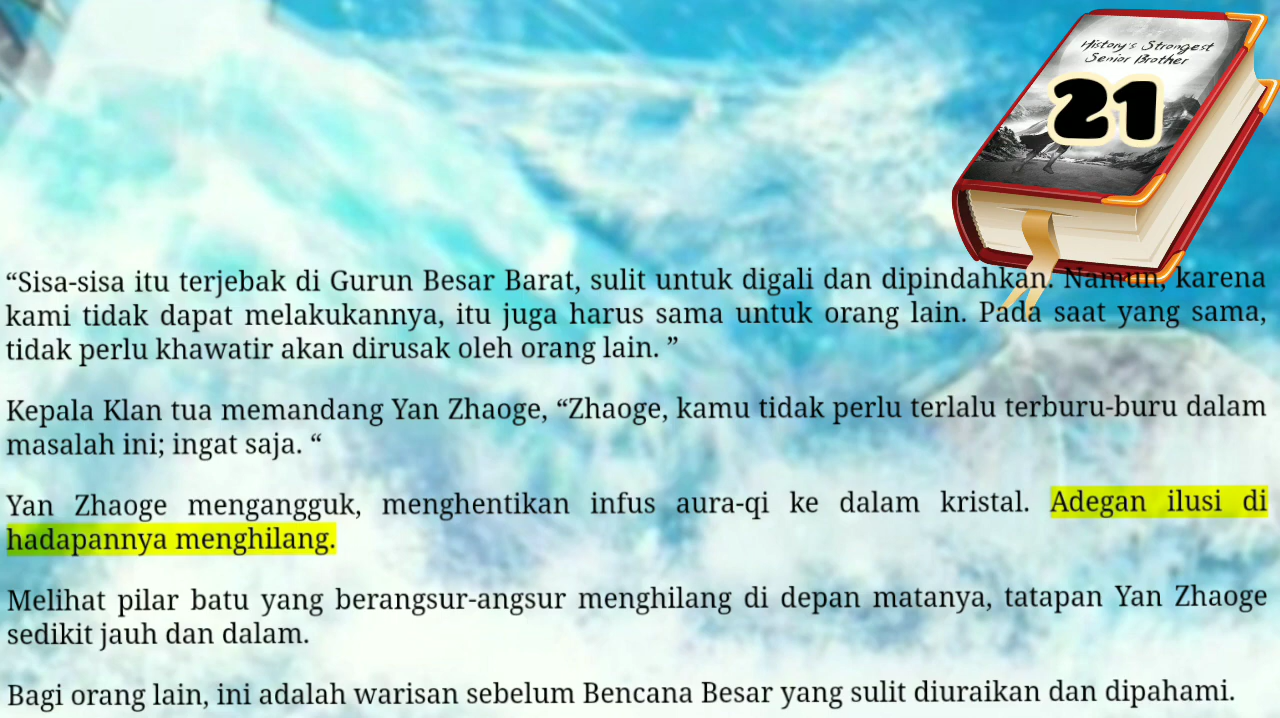 History's Strongest
Senior Brother
21
“Sisa-sisa itu terjebak di Gurun Besar Barat, sulit untuk digali dan dipindahkan. Namun, karena
kami tidak dapat melakukannya, itu juga harus sama untuk orang lain. Pada saat yang sama,
tidak perlu khawatir akan dirusak oleh orang lain. ”
Kepala Klan tua memandang Yan Zhaoge, “Zhaoge, kamu tidak perlu terlalu terburu-buru dalam
masalah ini; ingat saja. “
Yan Zhaoge mengangguk, menghentikan infus aura-qi ke dalam kristal. Adegan ilusi di
hadapannya menghilang.
Melihat pilar batu yang berangsur-angsur menghilang di depan matanya, tatapan Yan Zhaoge
sedikit jauh dan dalam.
Bagi orang lain, ini adalah warisan sebelum Bencana Besar yang sulit diuraikan dan dipahami.